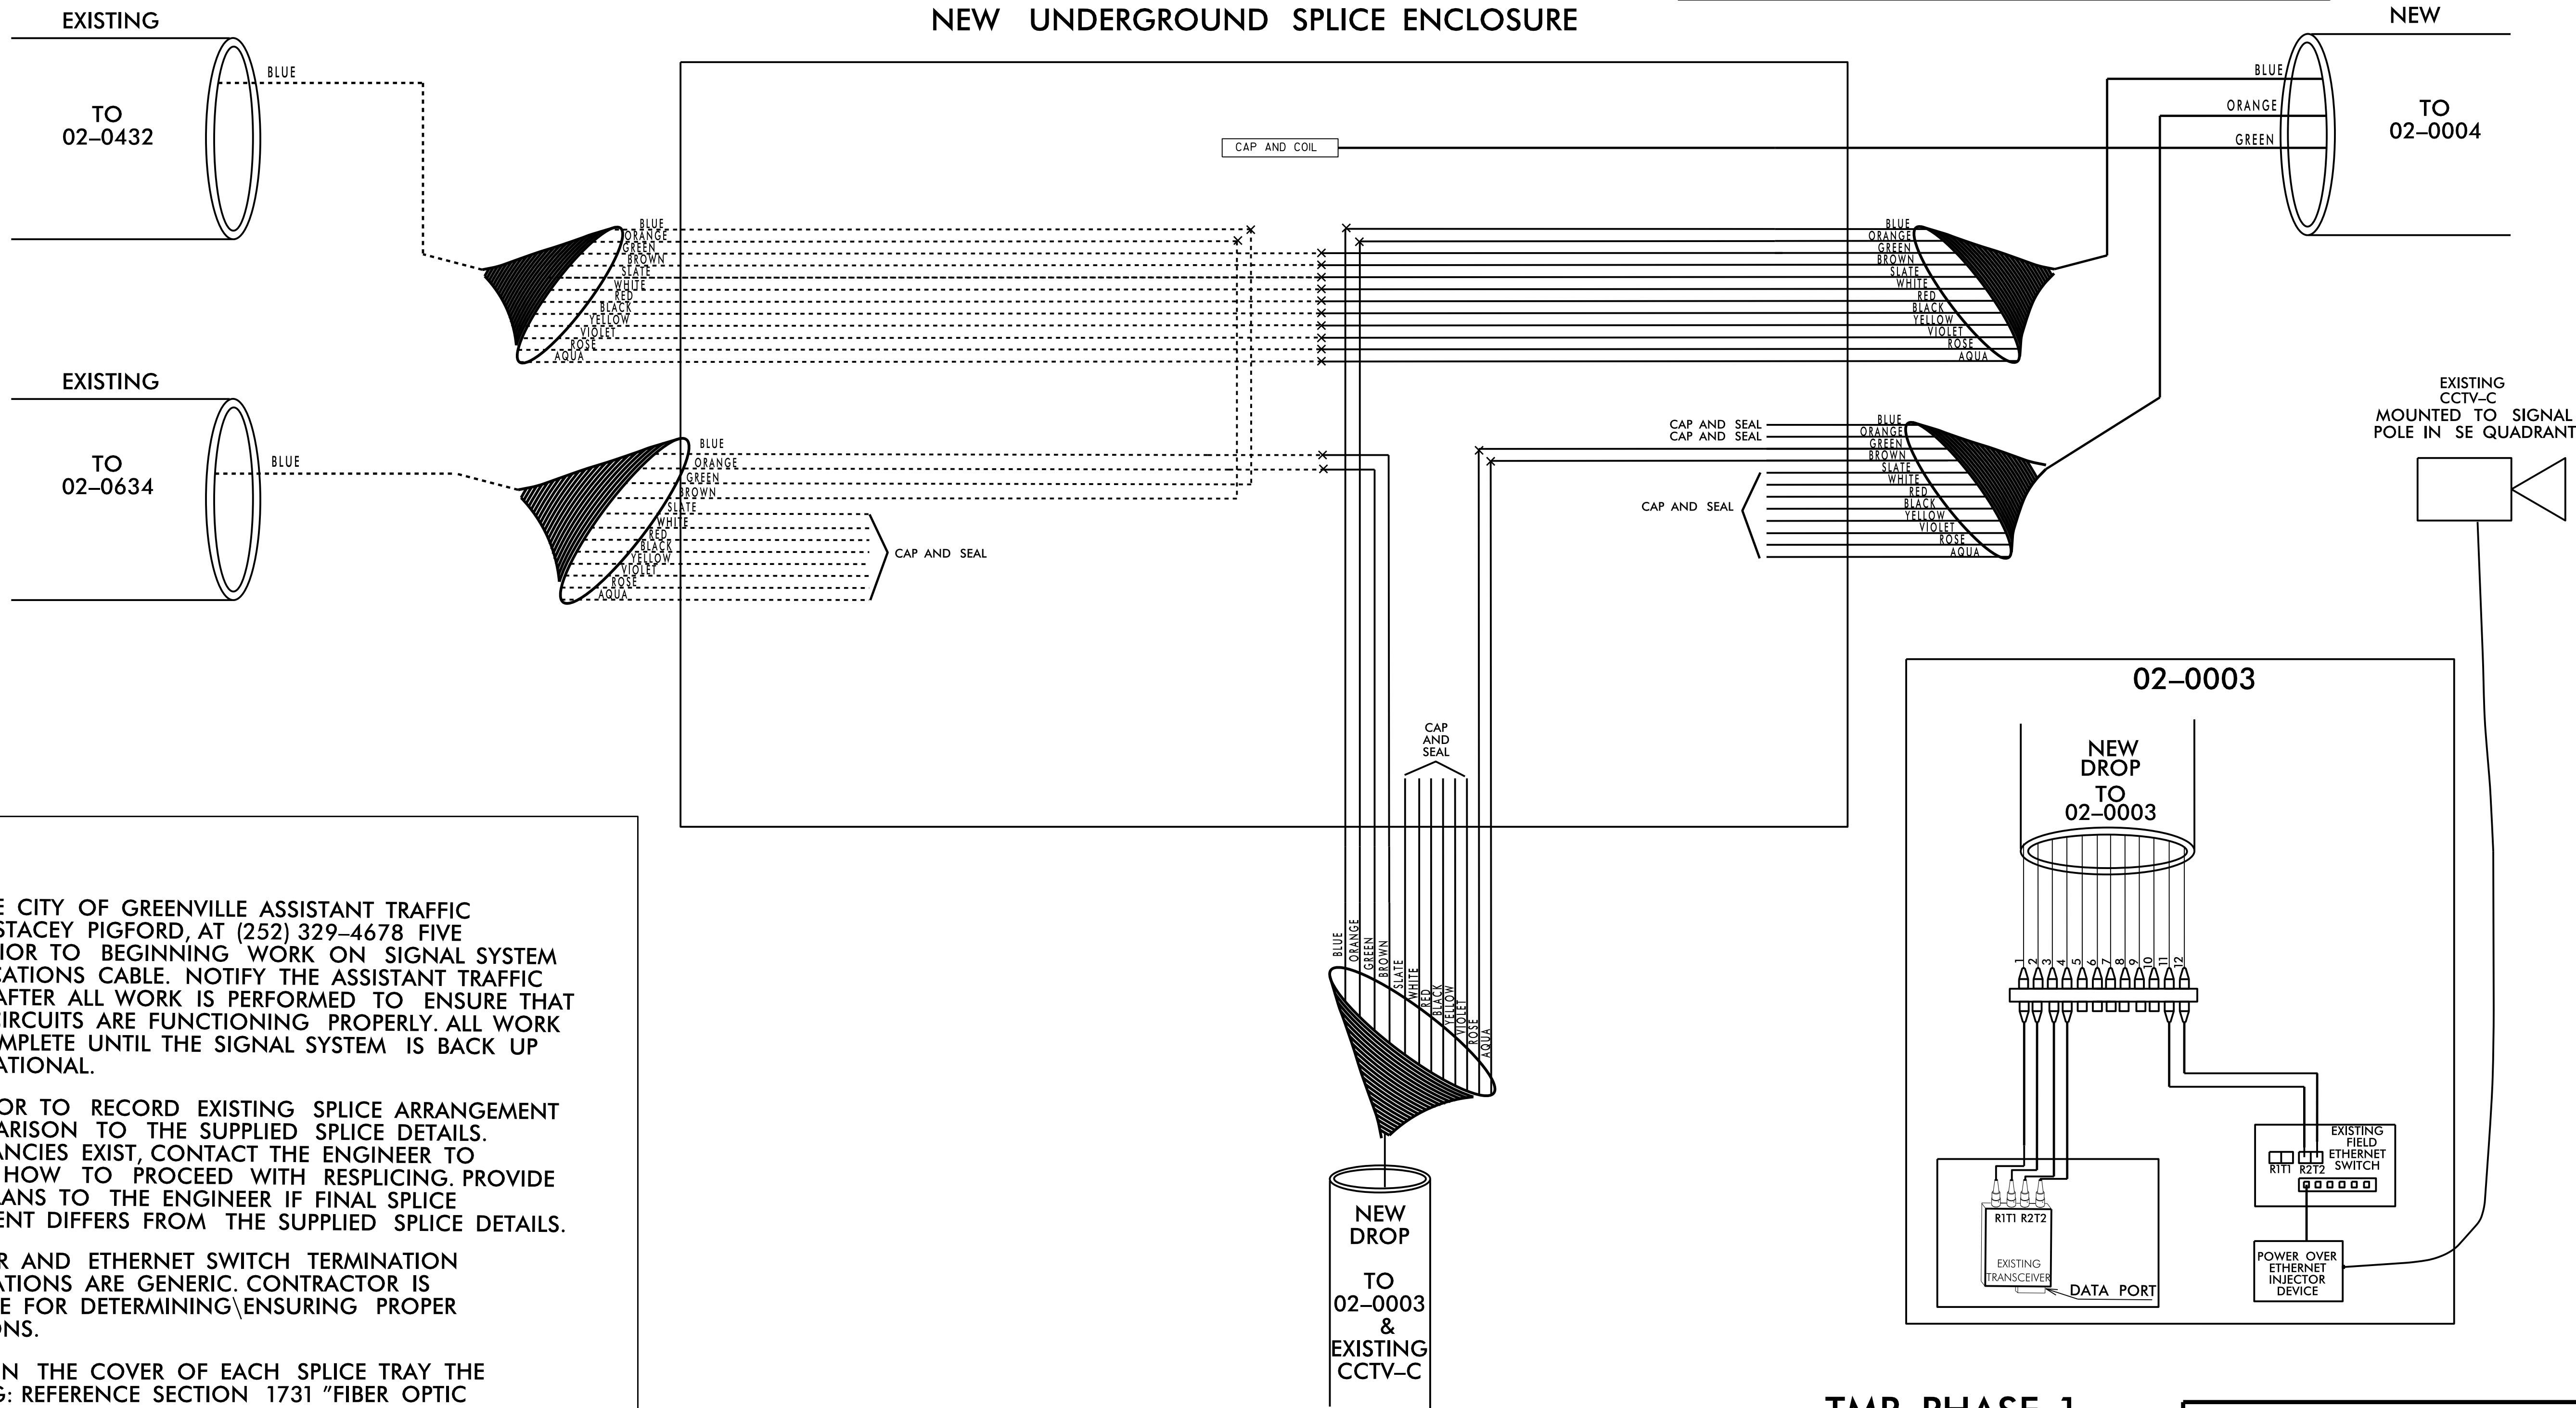 NEW UNDERGROUND SPLICE ENCLOSURE
EXISTING
TO
02–0432
BLUE
BLUE
ORANGE
GREEN
BROWN
SLATE
WHITE
RED
BLACK
YELLOW
VIOLET
ROSE
AQUA
EXISTING
TO
02–0634
BLUE
BLUE
ORANGE
GREEN
BROWN
SLATE
WHITE
RED
BLACK
YELLOW
VIOLET
ROSE
AQUA
CAP AND SEAL
CAP AND COIL
NEW
TO
02–0004
BLUE
ORANGE
GREEN
BLUE
ORANGE
GREEN
BROWN
SLATE
WHITE
RED
BLACK
YELLOW
VIOLET
ROSE
AQUA
CAP AND SEAL
CAP AND SEAL
CAP AND SEAL
BLUE
ORANGE
GREEN
BROWN
SLATE
WHITE
RED
BLACK
YELLOW
VIOLET
ROSE
AQUA
EXISTING
CCTV–C
MOUNTED TO SIGNAL
POLE IN SE QUADRANT
CAP
AND
SEAL
BLUE
ORANGE
GREEN
BROWN
SLATE
WHITE
RED
BLACK
YELLOW
VIOLET
ROSE
AQUA
NEW
DROP
TO
02–0003
&
EXISTING
CCTV–C
02–0003
NEW
DROP
TO
02–0003
1 2 3 4 5 6 7 8 9 10 11 12
R1T1 R2T2
EXISTING
TRANSCEIVER
DATA PORT
EXISTING
FIELD
ETHERNET
SWITCH
R1T1 R2T2
POWER OVER
ETHERNET
INJECTOR
DEVICE
E CITY OF GREENVILLE ASSISTANT TRAFFIC
STACEY PIGFORD, AT (252) 329–4678 FIVE
IOR TO BEGINNING WORK ON SIGNAL SYSTEM
CATIONS CABLE. NOTIFY THE ASSISTANT TRAFFIC
AFTER ALL WORK IS PERFORMED TO ENSURE THAT
CIRCUITS ARE FUNCTIONING PROPERLY. ALL WORK
MPLETE UNTIL THE SIGNAL SYSTEM IS BACK UP
ATIONAL.
OR TO RECORD EXISTING SPLICE ARRANGEMENT
ARISON TO THE SUPPLIED SPLICE DETAILS.
ANCIES EXIST, CONTACT THE ENGINEER TO
HOW TO PROCEED WITH RESPLICING. PROVIDE
LANS TO THE ENGINEER IF FINAL SPLICE
ENT DIFFERS FROM THE SUPPLIED SPLICE DETAILS.
R AND ETHERNET SWITCH TERMINATION
ATIONS ARE GENERIC. CONTRACTOR IS
E FOR DETERMINING\ENSURING PROPER
ONS.
N THE COVER OF EACH SPLICE TRAY THE
G: REFERENCE SECTION 1731 "FIBER OPTIC
TMP PHASE 1